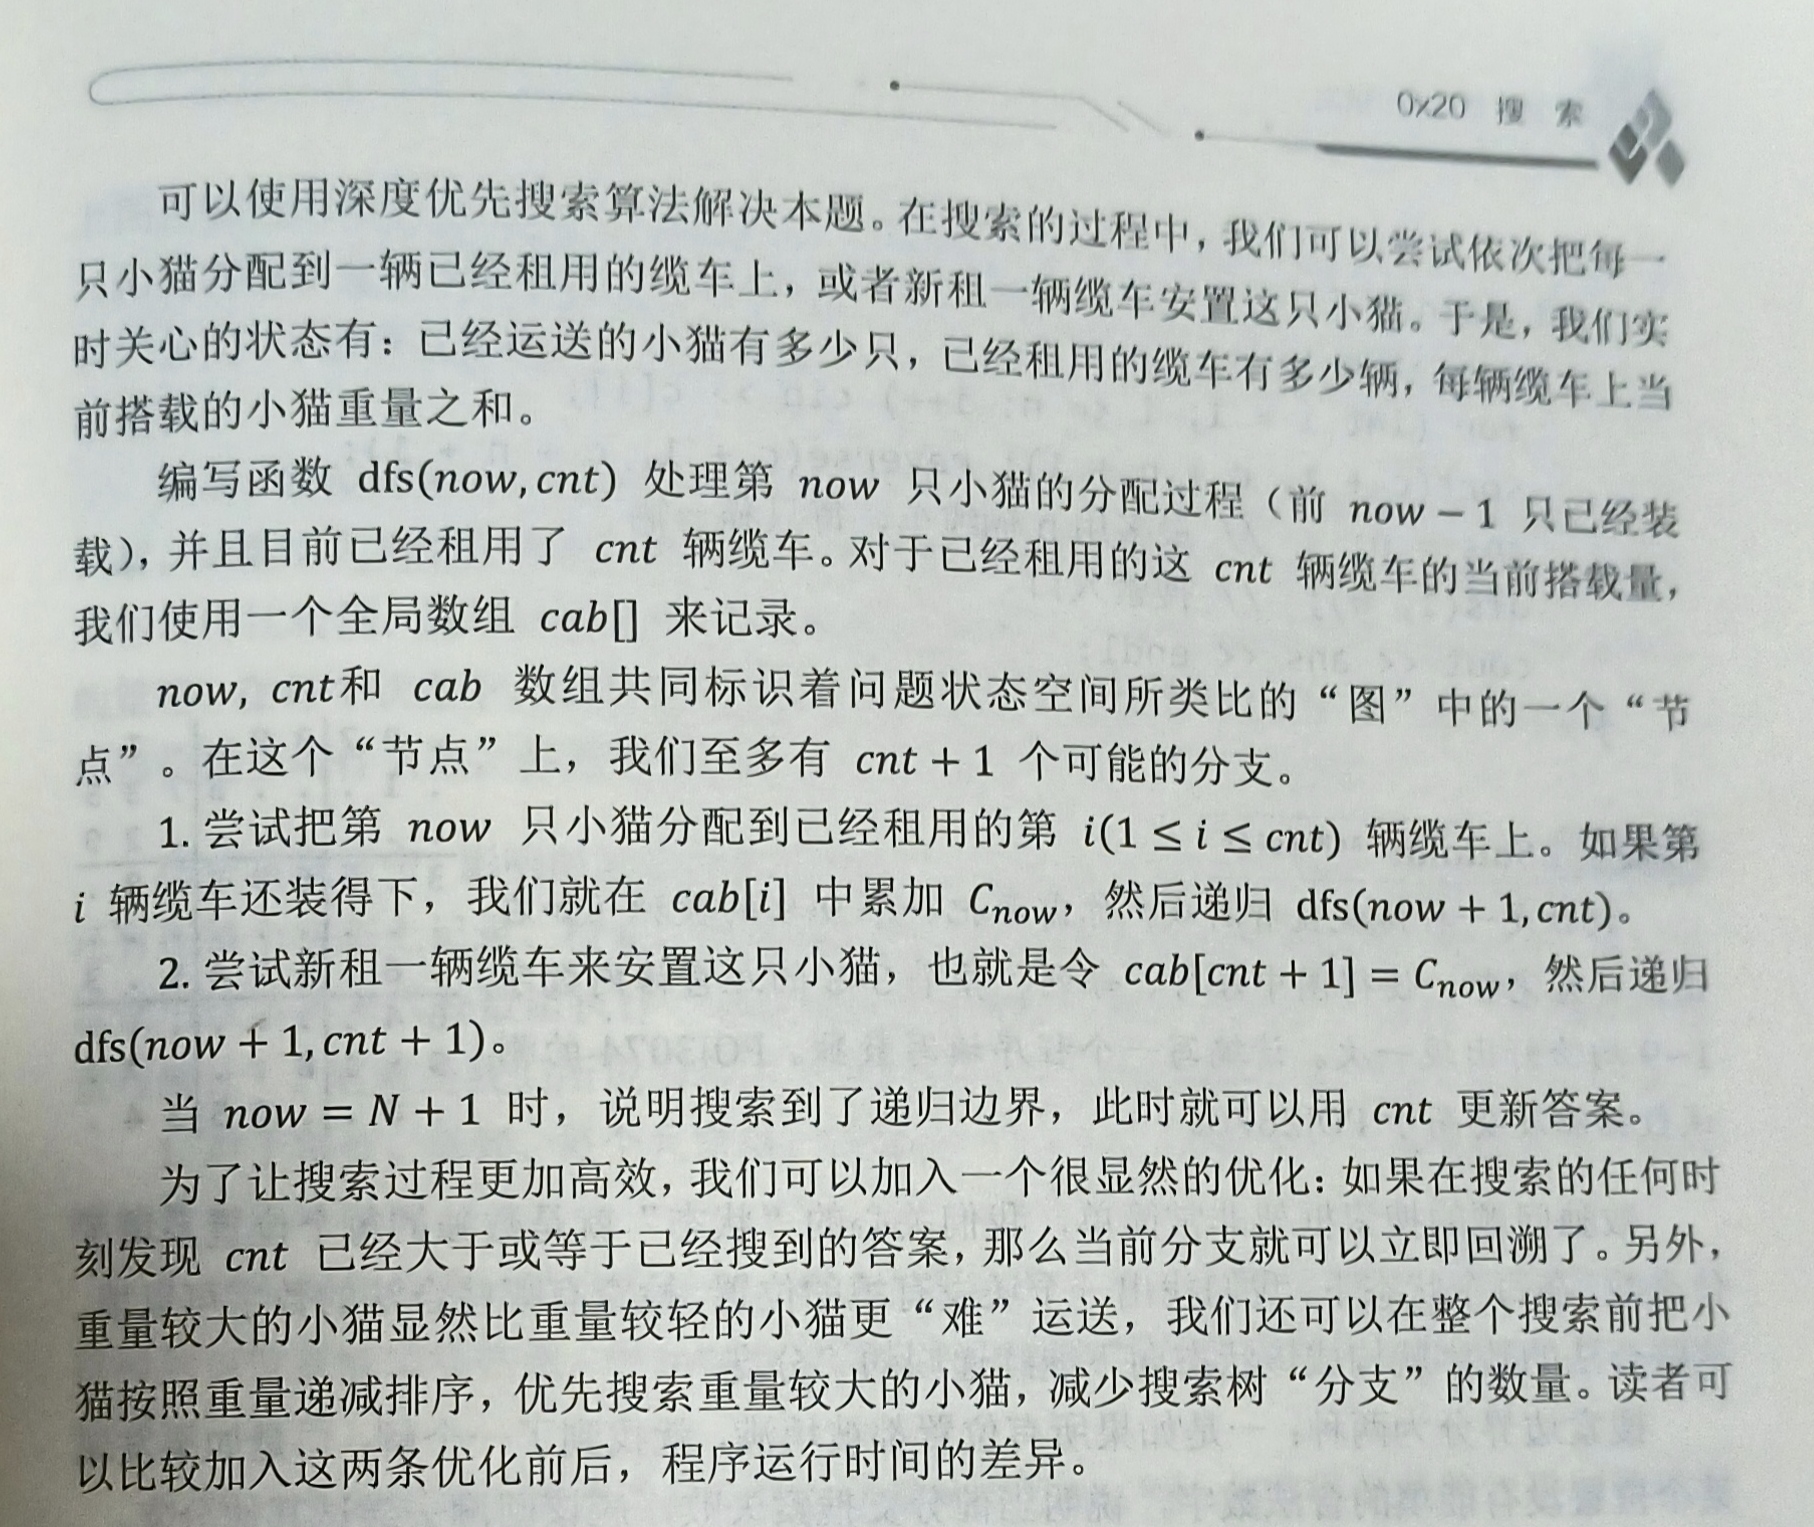 0x20 搜 索
可以使用深度优先搜索算法解决本题。在搜索的过程中，我们可以尝试依次把每一
只小猫分配到一辆已经租用的缆车上，或者新租一辆缆车安置这只小猫。于是，我们实
时关心的状态有：已经运送的小猫有多少只，已经租用的缆车有多少辆，每辆缆车上当
前搭载的小猫重量之和。
编写函数 dfs(now, cnt) 处理第 now 只小猫的分配过程（前 now − 1 只已经装
载），并且目前已经租用了 cnt 辆缆车。对于已经租用的这 cnt 辆缆车的当前搭载量，
我们使用一个全局数组 cab[] 来记录。
now, cnt和 cab 数组共同标识着问题状态空间所类比的“图”中的一个“节
点”。在这个“节点”上，我们至多有 cnt + 1 个可能的分支。
1. 尝试把第 now 只小猫分配到已经租用的第 i(1 ≤ i ≤ cnt) 辆缆车上。如果第
i 辆缆车还装得下，我们就在 cab[i] 中累加 C_now，然后递归 dfs(now + 1, cnt)。
2. 尝试新租一辆缆车来安置这只小猫，也就是令 cab[cnt + 1] = C_now，然后递归
dfs(now + 1, cnt + 1)。
当 now = N + 1 时，说明搜索到了递归边界，此时就可以用 cnt 更新答案。
为了让搜索过程更加高效，我们可以加入一个很显然的优化：如果在搜索的任何时
刻发现 cnt 已经大于或等于已经搜到的答案，那么当前分支就可以立即回溯了。另外，
重量较大的小猫显然比重量较轻的小猫更“难”运送，我们还可以在整个搜索前把小
猫按照重量递减排序，优先搜索重量较大的小猫，减少搜索树“分支”的数量。读者可
以比较加入这两条优化前后，程序运行时间的差异。